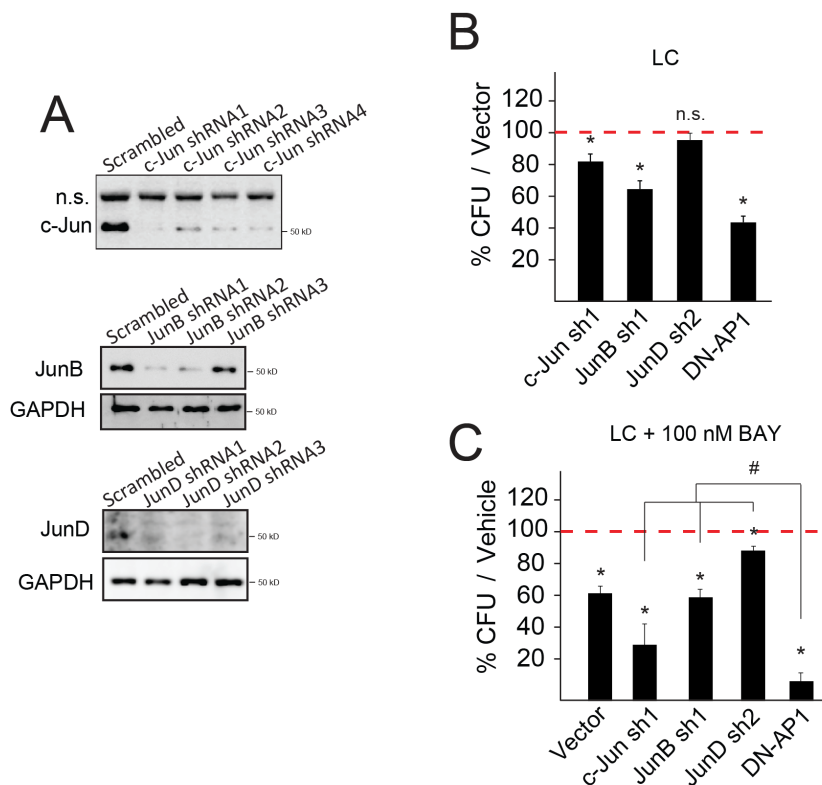 A
Scrambled
c-Jun shRNA1
c-Jun shRNA2
c-Jun shRNA3
c-Jun shRNA4
n.s.
c-Jun
50 kD
Scrambled
JunB shRNA1
JunB shRNA2
JunB shRNA3
JunB
50 kD
GAPDH
50 kD
Scrambled
JunD shRNA1
JunD shRNA2
JunD shRNA3
JunD
50 kD
GAPDH
50 kD
B
LC
% CFU / Vector
120
100
80
60
40
20
*
*
n.s.
*
c-Jun sh1
JunB sh1
JunD sh2
DN-AP1
C
LC + 100 nM BAY
#
% CFU / Vehicle
120
100
80
60
40
20
*
*
*
*
*
Vector
c-Jun sh1
JunB sh1
JunD sh2
DN-AP1